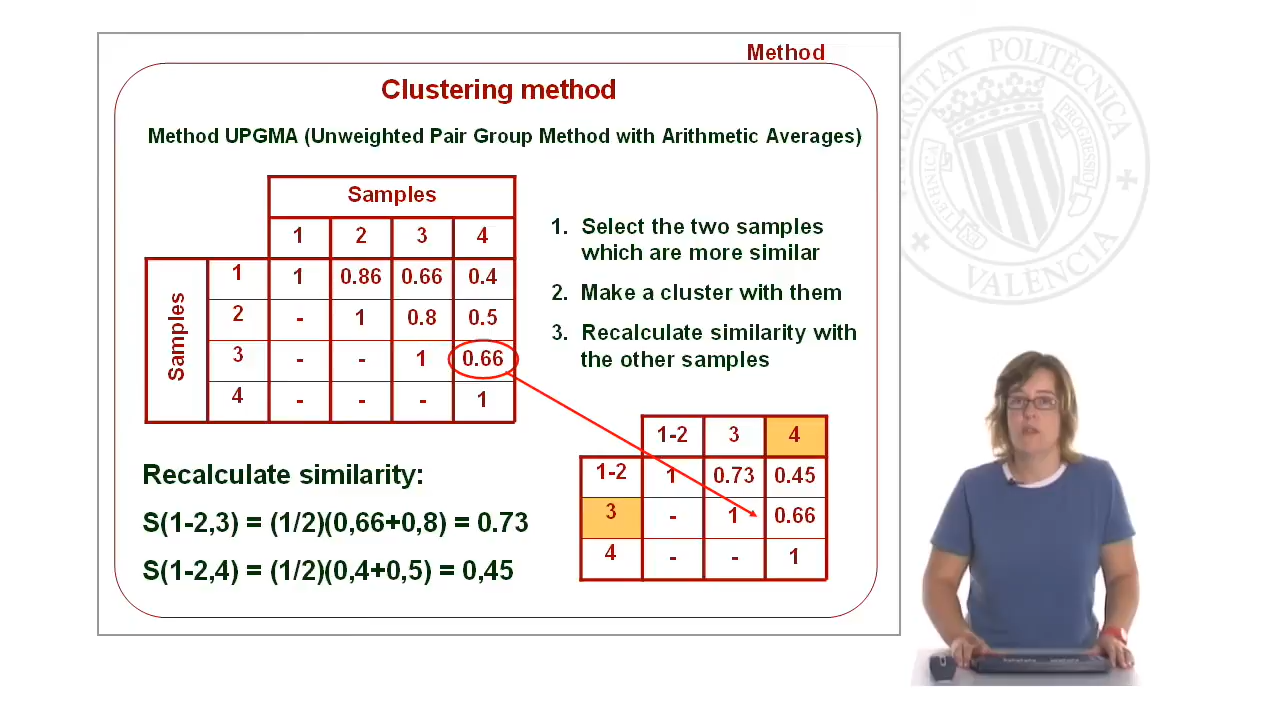 Method
Clustering method
Method UPGMA (Unweighted Pair Group Method with Arithmetic Averages)
Samples
1 2 3 4
Samples
1 1 0.86 0.66 0.4
2 - 1 0.8 0.5
3 - - 1 0.66
4 - - - 1
1. Select the two samples
which are more similar
2. Make a cluster with them
3. Recalculate similarity with
the other samples
Recalculate similarity:
S(1-2,3) = (1/2)(0,66+0,8) = 0.73
S(1-2,4) = (1/2)(0,4+0,5) = 0,45
1-2 3 4
1-2 1 0.73 0.45
3 - 1 0.66
4 - - 1
UNIVERSITAT POLITÈCNICA
VALÈNCIA
TECHNICA
PROGRESSIO